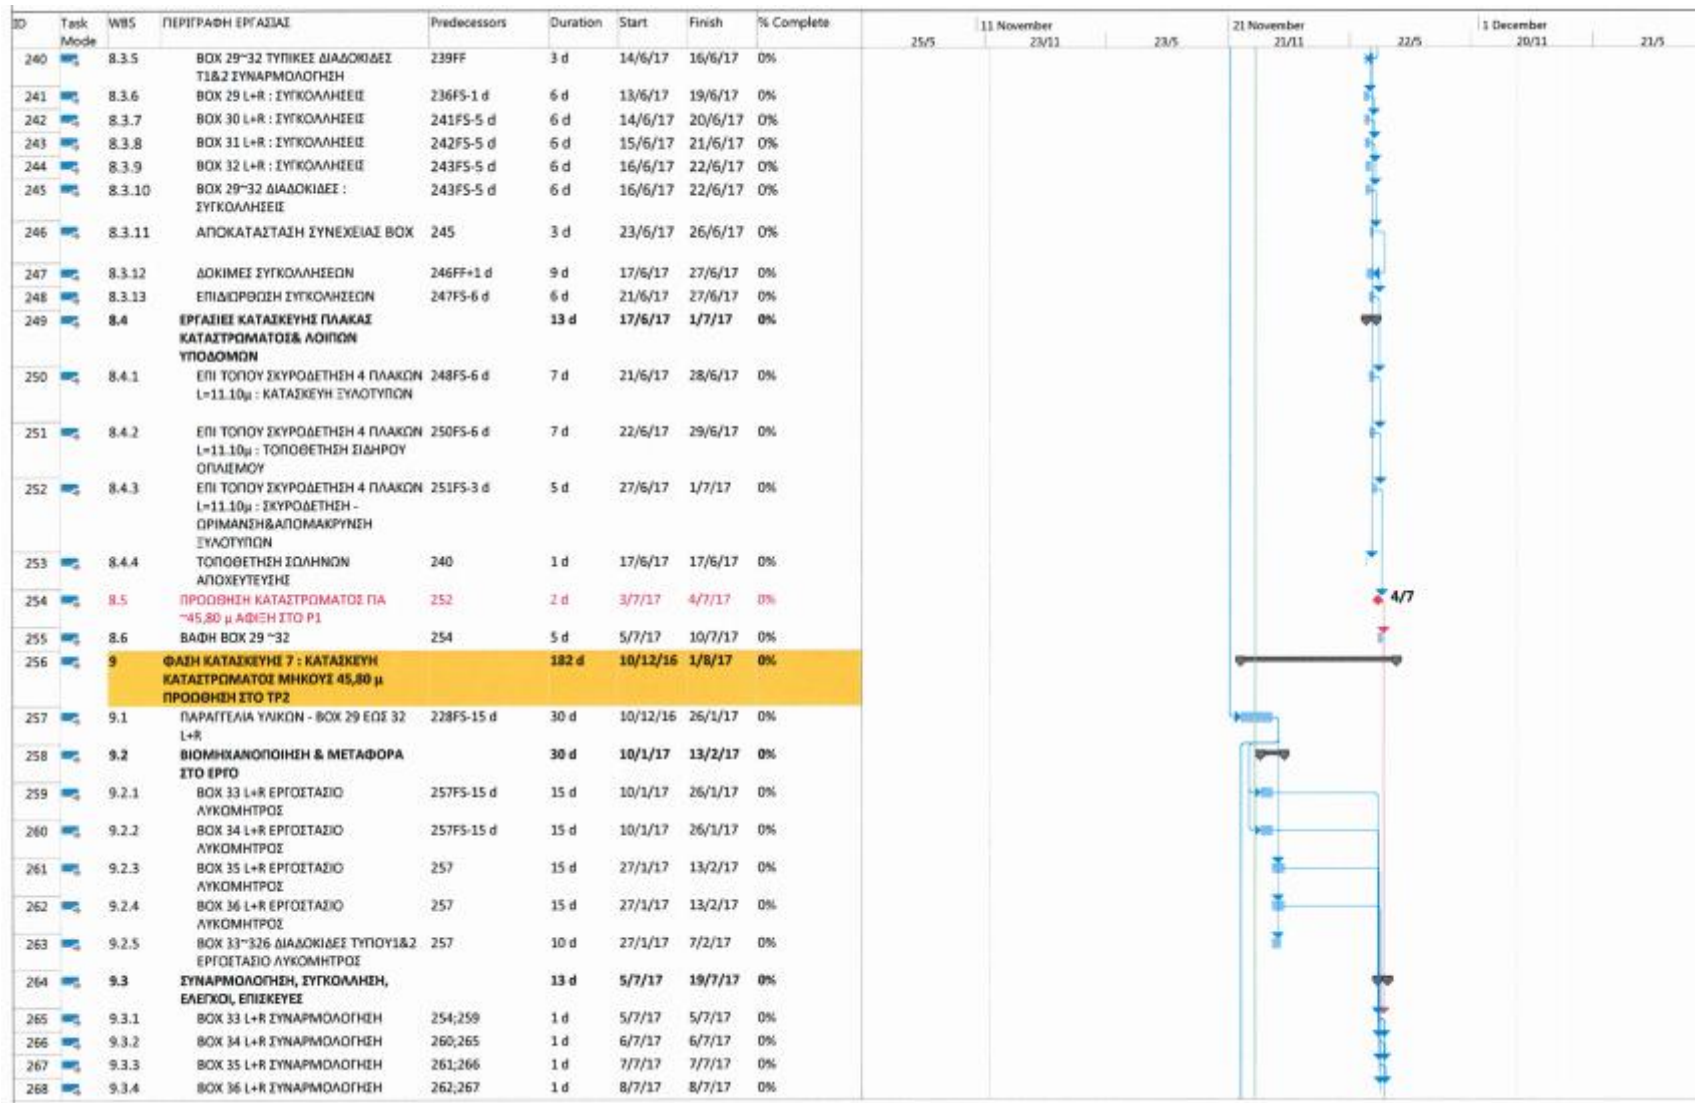 ID Task Mode WBS ΠΕΡΙΓΡΑΦΗ ΕΡΓΑΣΙΑΣ Predecessors Duration Start Finish % Complete
11 November 21 November 1 December
25/5 23/11 23/5 21/11 22/5 20/11 21/5
240 8.3.5 BOX 29~32 ΤΥΠΙΚΕΣ ΔΙΑΔΟΚΙΔΕΣ 239FF 3 d 14/6/17 16/6/17 0%
Τ1&2 ΣΥΝΑΡΜΟΛΟΓΗΣΗ
241 8.3.6 BOX 29 L+R : ΣΥΓΚΟΛΛΗΣΕΙΣ 236FS-1 d 6 d 13/6/17 19/6/17 0%
242 8.3.7 BOX 30 L+R : ΣΥΓΚΟΛΛΗΣΕΙΣ 241FS-5 d 6 d 14/6/17 20/6/17 0%
243 8.3.8 BOX 31 L+R : ΣΥΓΚΟΛΛΗΣΕΙΣ 242FS-5 d 6 d 15/6/17 21/6/17 0%
244 8.3.9 BOX 32 L+R : ΣΥΓΚΟΛΛΗΣΕΙΣ 243FS-5 d 6 d 16/6/17 22/6/17 0%
245 8.3.10 BOX 29~32 ΔΙΑΔΟΚΙΔΕΣ : 243FS-5 d 6 d 16/6/17 22/6/17 0%
ΣΥΓΚΟΛΛΗΣΕΙΣ
246 8.3.11 ΑΠΟΚΑΤΑΣΤΑΣΗ ΣΥΝΕΧΕΙΑΣ BOX 245 3 d 23/6/17 26/6/17 0%
247 8.3.12 ΔΟΚΙΜΕΣ ΣΥΓΚΟΛΛΗΣΕΩΝ 246FF+1 d 9 d 17/6/17 27/6/17 0%
248 8.3.13 ΕΠΙΔΙΟΡΘΩΣΗ ΣΥΓΚΟΛΗΣΕΩΝ 247FS-6 d 6 d 21/6/17 27/6/17 0%
249 8.4 ΕΡΓΑΣΙΕΣ ΚΑΤΑΣΚΕΥΗΣ ΠΛΑΚΑΣ 13 d 17/6/17 1/7/17 0%
ΚΑΤΑΣΤΡΩΜΑΤΟΣ& ΛΟΙΠΩΝ
ΥΠΟΔΟΜΩΝ
250 8.4.1 ΕΠΙ ΤΟΠΟΥ ΣΚΥΡΟΔΕΤΗΣΗ 4 ΠΛΑΚΩΝ 248FS-6 d 7 d 21/6/17 28/6/17 0%
L=11.10μ : ΚΑΤΑΣΚΕΥΗ ΞΥΛΟΤΥΠΩΝ
251 8.4.2 ΕΠΙ ΤΟΠΟΥ ΣΚΥΡΟΔΕΤΗΣΗ 4 ΠΛΑΚΩΝ 250FS-6 d 7 d 22/6/17 29/6/17 0%
L=11.10μ : ΤΟΠΟΘΕΤΗΣΗ ΣΙΔΗΡΟΥ
ΟΠΛΙΣΜΟΥ
252 8.4.3 ΕΠΙ ΤΟΠΟΥ ΣΚΥΡΟΔΕΤΗΣΗ 4 ΠΛΑΚΩΝ 251FS-3 d 5 d 27/6/17 1/7/17 0%
L=11.10μ : ΣΚΥΡΟΔΕΤΗΣΗ -
ΩΡΙΜΑΝΣΗ&ΑΠΟΜΑΚΡΥΝΣΗ
ΞΥΛΟΤΥΠΩΝ
253 8.4.4 ΤΟΠΟΘΕΤΗΣΗ ΣΩΛΗΝΩΝ 240 1 d 17/6/17 17/6/17 0%
ΑΠΟΧΕΥΤΕΥΣΗΣ
254 8.5 ΠΡΟΩΘΗΣΗ ΚΑΤΑΣΤΡΩΜΑΤΟΣ ΓΙΑ 252 2 d 3/7/17 4/7/17 0% 4/7
~45,80 μ ΑΦΙΞΗ ΣΤΟ P1
255 8.6 ΒΑΦΗ BOX 29 ~32 254 5 d 5/7/17 10/7/17 0%
256 9 ΦΑΣΗ ΚΑΤΑΣΚΕΥΗΣ 7 : ΚΑΤΑΣΚΕΥΗ 182 d 10/12/16 1/8/17 0%
ΚΑΤΑΣΤΡΩΜΑΤΟΣ ΜΗΚΟΥΣ 45,80 μ
ΠΡΟΩΘΗΣΗ ΣΤΟ TP2
257 9.1 ΠΑΡΑΓΓΕΛΙΑ ΥΛΙΚΩΝ - BOX 29 ΕΩΣ 32 228FS-15 d 30 d 10/12/16 26/1/17 0%
L+R
258 9.2 ΒΙΟΜΗΧΑΝΟΠΟΙΗΣΗ & ΜΕΤΑΦΟΡΑ 30 d 10/1/17 13/2/17 0%
ΣΤΟ ΕΡΓΟ
259 9.2.1 BOX 33 L+R ΕΡΓΟΣΤΑΣΙΟ 257FS-15 d 15 d 10/1/17 26/1/17 0%
ΛΥΚΟΜΗΤΡΟΣ
260 9.2.2 BOX 34 L+R ΕΡΓΟΣΤΑΣΙΟ 257FS-15 d 15 d 10/1/17 26/1/17 0%
ΛΥΚΟΜΗΤΡΟΣ
261 9.2.3 BOX 35 L+R ΕΡΓΟΣΤΑΣΙΟ 257 15 d 27/1/17 13/2/17 0%
ΛΥΚΟΜΗΤΡΟΣ
262 9.2.4 BOX 36 L+R ΕΡΓΟΣΤΑΣΙΟ 257 15 d 27/1/17 13/2/17 0%
ΛΥΚΟΜΗΤΡΟΣ
263 9.2.5 BOX 33~326 ΔΙΑΔΟΚΙΔΕΣ ΤΥΠΟΥ1&2 257 10 d 27/1/17 7/2/17 0%
ΕΡΓΟΣΤΑΣΙΟ ΛΥΚΟΜΗΤΡΟΣ
264 9.3 ΣΥΝΑΡΜΟΛΟΓΗΣΗ, ΣΥΓΚΟΛΛΗΣΗ, 13 d 5/7/17 19/7/17 0%
ΕΛΕΓΧΟΙ, ΕΠΙΣΚΕΥΕΣ
265 9.3.1 BOX 33 L+R ΣΥΝΑΡΜΟΛΟΓΗΣΗ 254;259 1 d 5/7/17 5/7/17 0%
266 9.3.2 BOX 34 L+R ΣΥΝΑΡΜΟΛΟΓΗΣΗ 260;265 1 d 6/7/17 6/7/17 0%
267 9.3.3 BOX 35 L+R ΣΥΝΑΡΜΟΛΟΓΗΣΗ 261;266 1 d 7/7/17 7/7/17 0%
268 9.3.4 BOX 36 L+R ΣΥΝΑΡΜΟΛΟΓΗΣΗ 262;267 1 d 8/7/17 8/7/17 0%